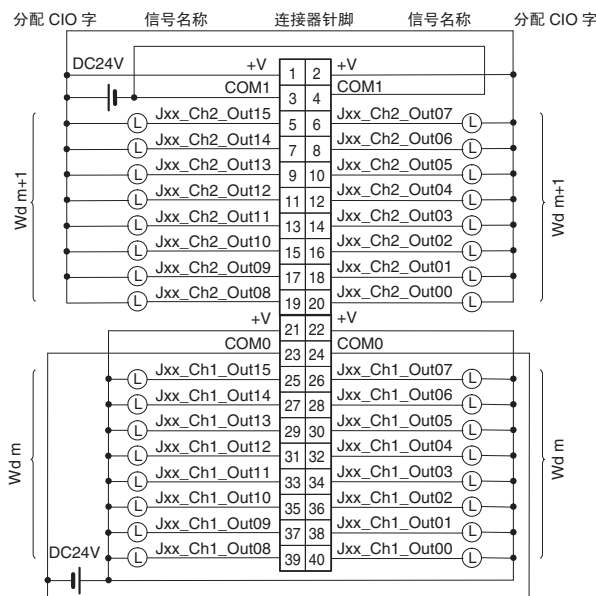 分配 CIO 字 信号名称 连接器针脚 信号名称 分配 CIO 字
DC24V +V 1 2 +V
COM1 3 4 COM1
Jxx_Ch2_Out15 5 6 Jxx_Ch2_Out07
L L
Jxx_Ch2_Out14 7 8 Jxx_Ch2_Out06
L L
Jxx_Ch2_Out13 9 10 Jxx_Ch2_Out05
L L
Jxx_Ch2_Out12 11 12 Jxx_Ch2_Out04
L L
Jxx_Ch2_Out11 13 14 Jxx_Ch2_Out03
L L
Jxx_Ch2_Out10 15 16 Jxx_Ch2_Out02
L L
Jxx_Ch2_Out09 17 18 Jxx_Ch2_Out01
L L
Jxx_Ch2_Out08 19 20 Jxx_Ch2_Out00
L L
Wd m+1 Wd m+1
+V 21 22 +V
COM0 23 24 COM0
Jxx_Ch1_Out15 25 26 Jxx_Ch1_Out07
L L
Jxx_Ch1_Out14 27 28 Jxx_Ch1_Out06
L L
Jxx_Ch1_Out13 29 30 Jxx_Ch1_Out05
L L
Jxx_Ch1_Out12 31 32 Jxx_Ch1_Out04
L L
Jxx_Ch1_Out11 33 34 Jxx_Ch1_Out03
L L
Jxx_Ch1_Out10 35 36 Jxx_Ch1_Out02
L L
Jxx_Ch1_Out09 37 38 Jxx_Ch1_Out01
L L
Jxx_Ch1_Out08 39 40 Jxx_Ch1_Out00
L L
Wd m Wd m
DC24V